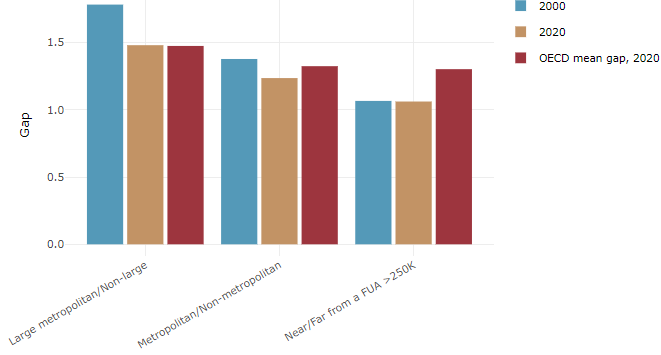 2000
2020
OECD mean gap, 2020
1.5
1.0
0.5
0.0
Gap
Large metropolitan/Non-large
Metropolitan/Non-metropolitan
Near/Far from a FUA >250K